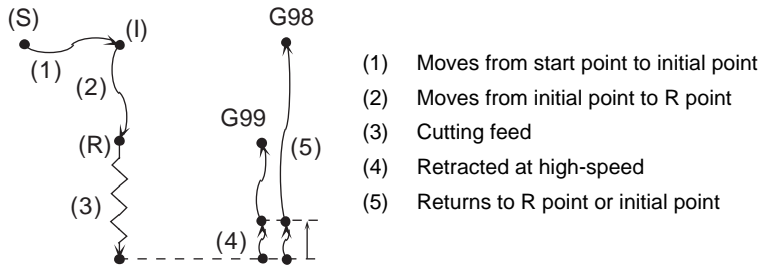 (S)
(I)
G98
(1)
(2)
G99
(R)
(5)
(3)
(4)
(1) Moves from start point to initial point
(2) Moves from initial point to R point
(3) Cutting feed
(4) Retracted at high-speed
(5) Returns to R point or initial point